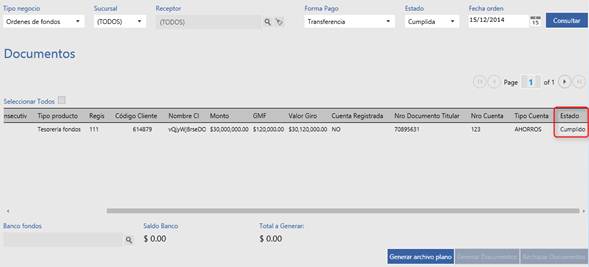 Tipo negocio Sucursal Receptor Forma Pago Estado Fecha orden
Ordenes de fondos (TODOS) (TODOS) Transferencia Cumplida 15/12/2014 15 Consultar
Documentos
Page 1 of 1
Seleccionar Todos
nsecutiv Tipo producto Regis Código Cliente Nombre Cl Monto GMF Valor Giro Cuenta Registrada Nro Documento Titular Nro Cuenta Tipo Cuenta Estado
Tesorería fondos 111 614879 $30,000,000.00 $120,000.00 $30,120,000.00 NO 70895631 123 AHORROS Cumplido
Banco fondos Saldo Banco Total a Generar:
$ 0.00 $ 0.00
Generar archivo plano Generar Documentos Rechazar Documentos